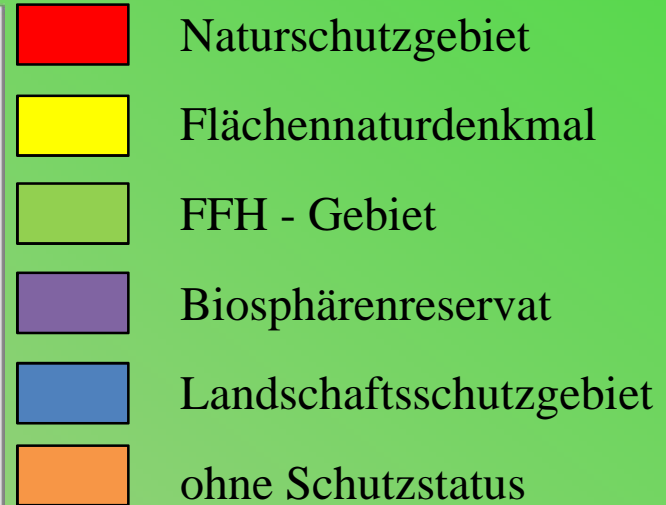 Naturschutzgebiet
Flächennaturdenkmal
FFH - Gebiet
Biosphärenreservat
Landschaftsschutzgebiet
ohne Schutzstatus